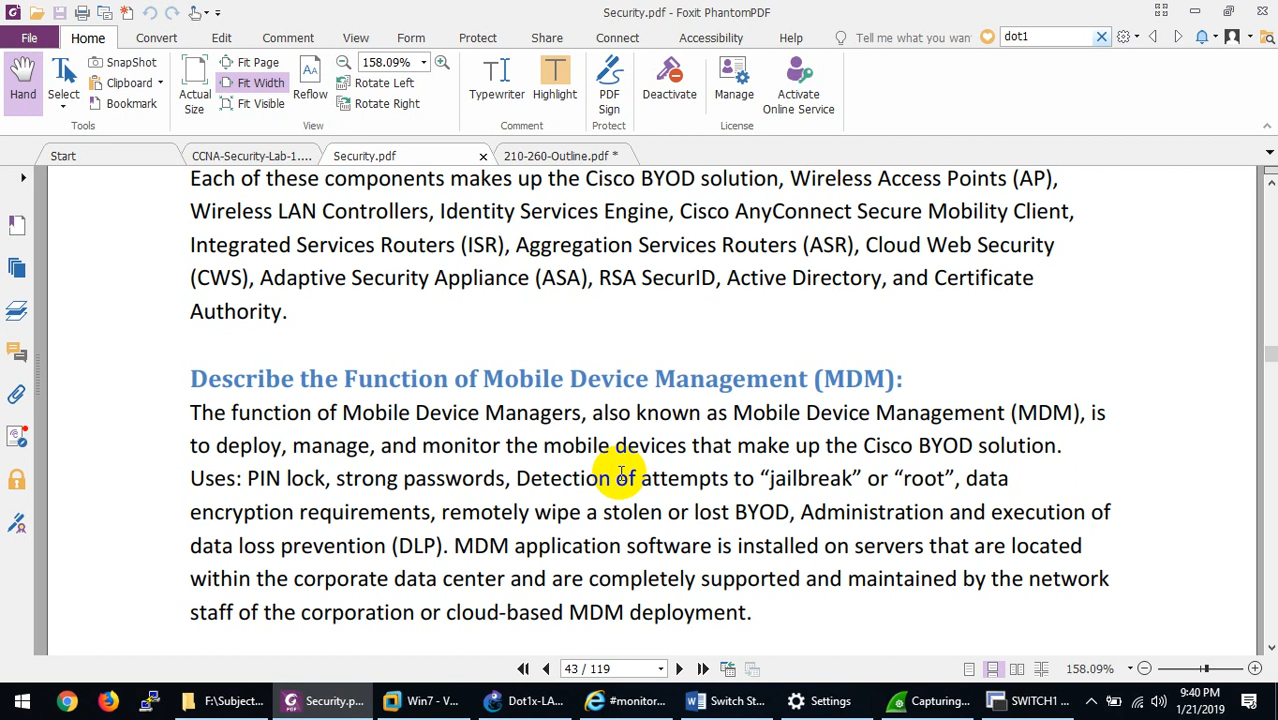 Security.pdf - Foxit PhantomPDF
File Home Convert Edit Comment View Form Protect Share Connect Accessibility Help Tell me what you want dot1
Hand
Select
SnapShot
Clipboard
Bookmark
Tools
Actual Size
Fit Page
Fit Width
Fit Visible
Reflow
158.09%
Rotate Left
Rotate Right
View
Typewriter
Highlight
Comment
PDF Sign
Protect
Deactivate
Manage
Activate Online Service
License
Start CCNA-Security-Lab-1.... Security.pdf 210-260-Outline.pdf *
Each of these components makes up the Cisco BYOD solution, Wireless Access Points (AP),
Wireless LAN Controllers, Identity Services Engine, Cisco AnyConnect Secure Mobility Client,
Integrated Services Routers (ISR), Aggregation Services Routers (ASR), Cloud Web Security
(CWS), Adaptive Security Appliance (ASA), RSA SecurID, Active Directory, and Certificate
Authority.
Describe the Function of Mobile Device Management (MDM):
The function of Mobile Device Managers, also known as Mobile Device Management (MDM), is
to deploy, manage, and monitor the mobile devices that make up the Cisco BYOD solution.
Uses: PIN lock, strong passwords, Detection of attempts to “jailbreak” or “root”, data
encryption requirements, remotely wipe a stolen or lost BYOD, Administration and execution of
data loss prevention (DLP). MDM application software is installed on servers that are located
within the corporate data center and are completely supported and maintained by the network
staff of the corporation or cloud-based MDM deployment.
43 / 119
158.09%
F:\Subject... Security.p... Win7 - V... Dot1x-LA... #monitor... Switch St... Settings Capturing... SWITCH1
9:40 PM
1/21/2019